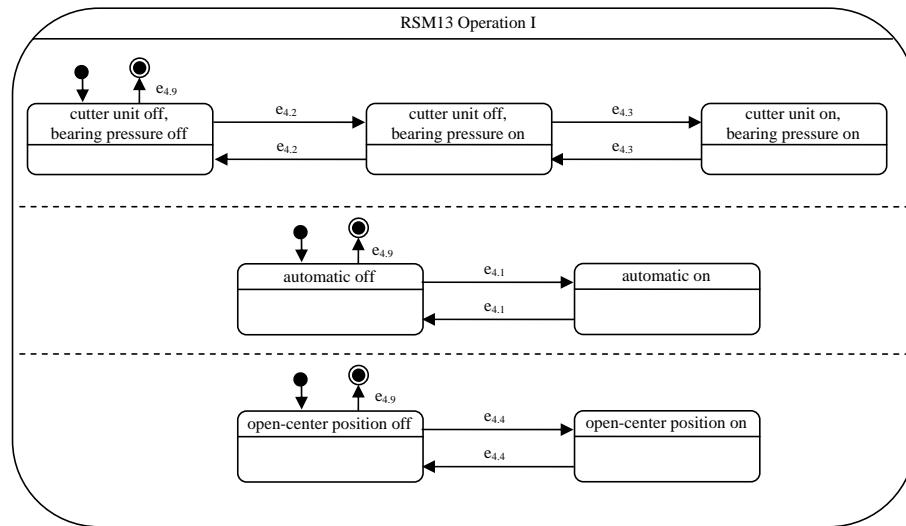 RSM13 Operation I
e4.9
cutter unit off,
bearing pressure off
e4.2
e4.2
cutter unit off,
bearing pressure on
e4.3
e4.3
cutter unit on,
bearing pressure on
e4.9
automatic off
e4.1
e4.1
automatic on
e4.9
open-center position off
e4.4
e4.4
open-center position on